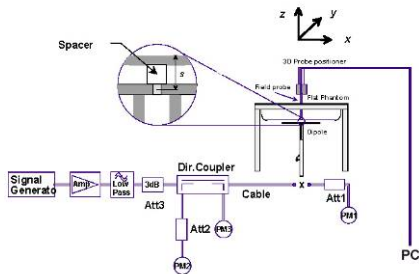 z
y
x
Spacer
s
3D Probe positioner
Field probe
Flat Phantom
Dipole
Signal
Generato
Amp
Low
Pass
3dB
Att3
Dir.Coupler
Cable
x
Att1
Att2
PM3
PM1
PM2
PC